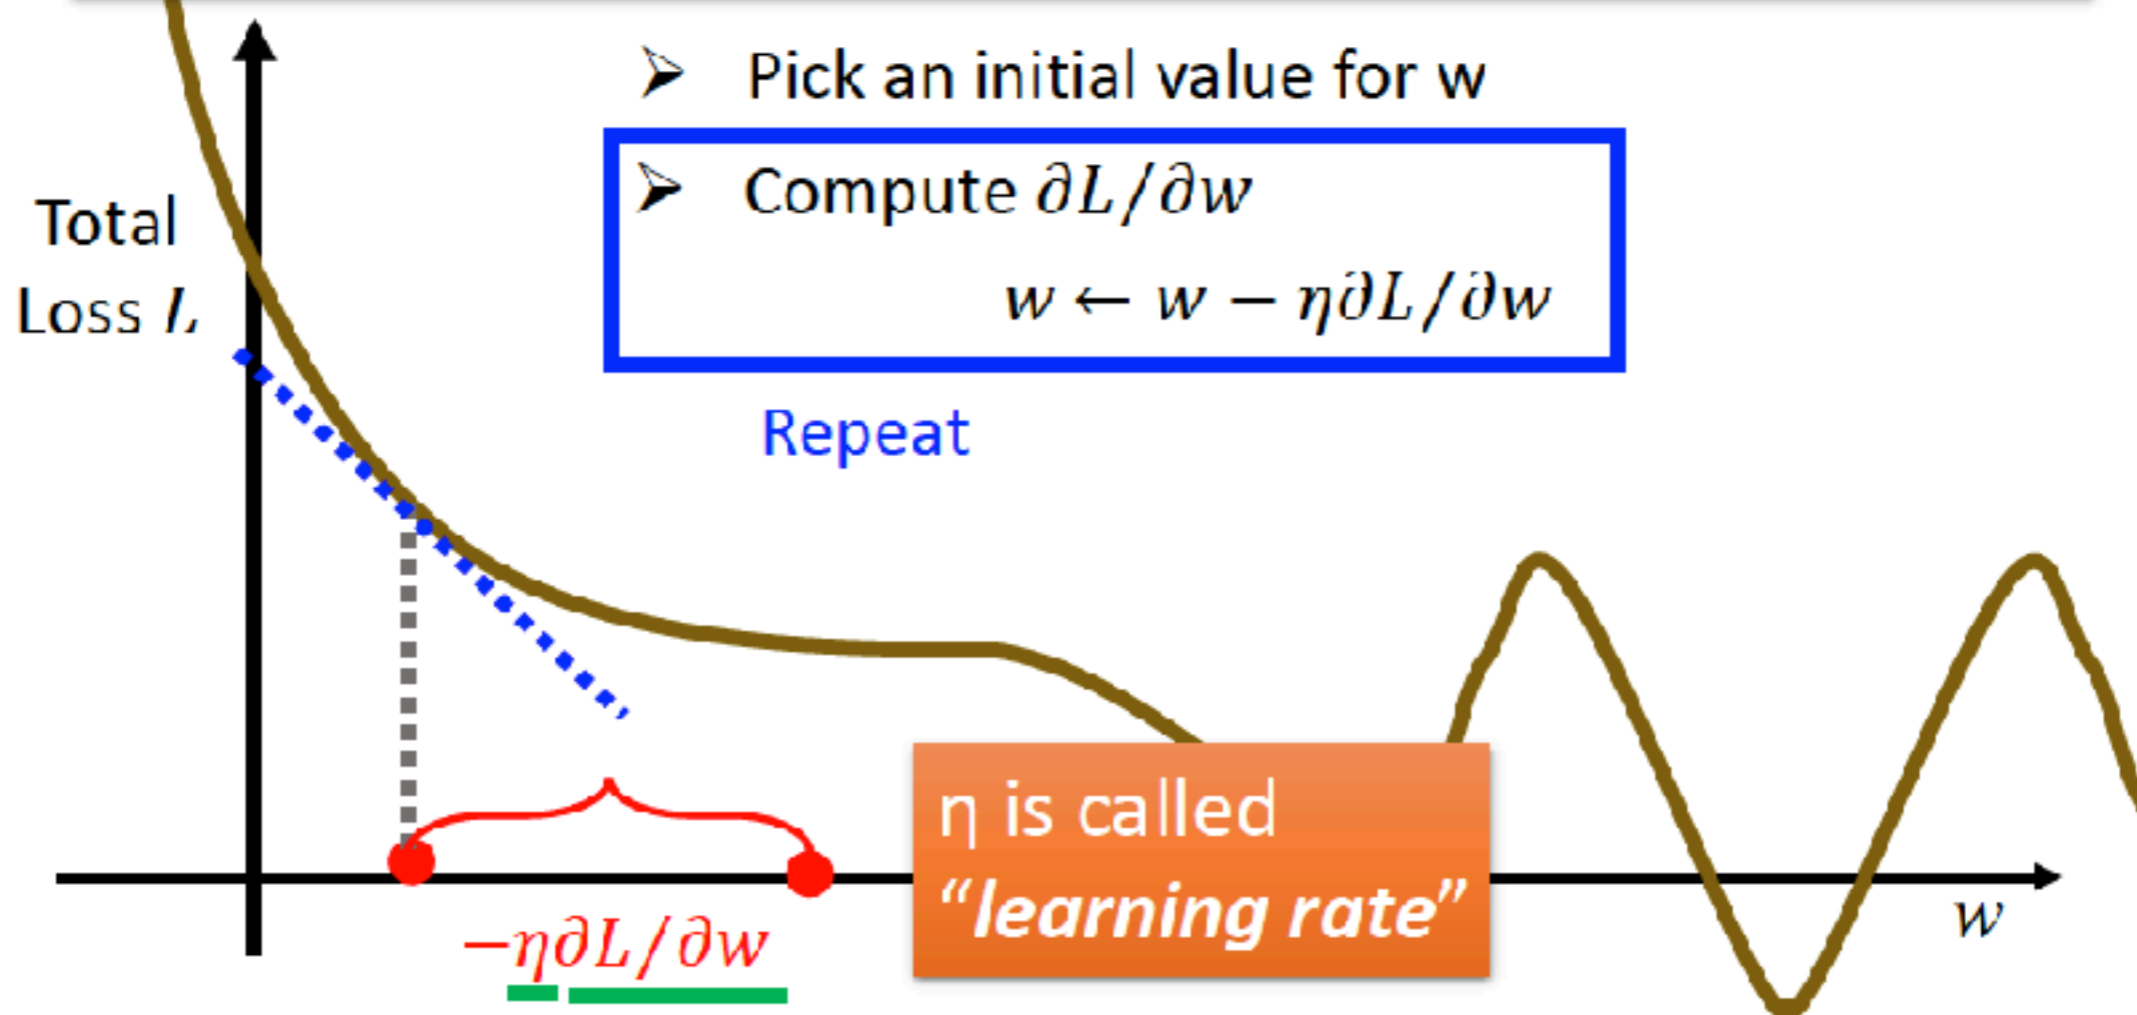 ➢ Pick an initial value for w
➢ Compute ∂L/∂w
w ← w − η∂L/∂w
Repeat
Total
Loss L
η is called
“learning rate”
−η∂L/∂w
w